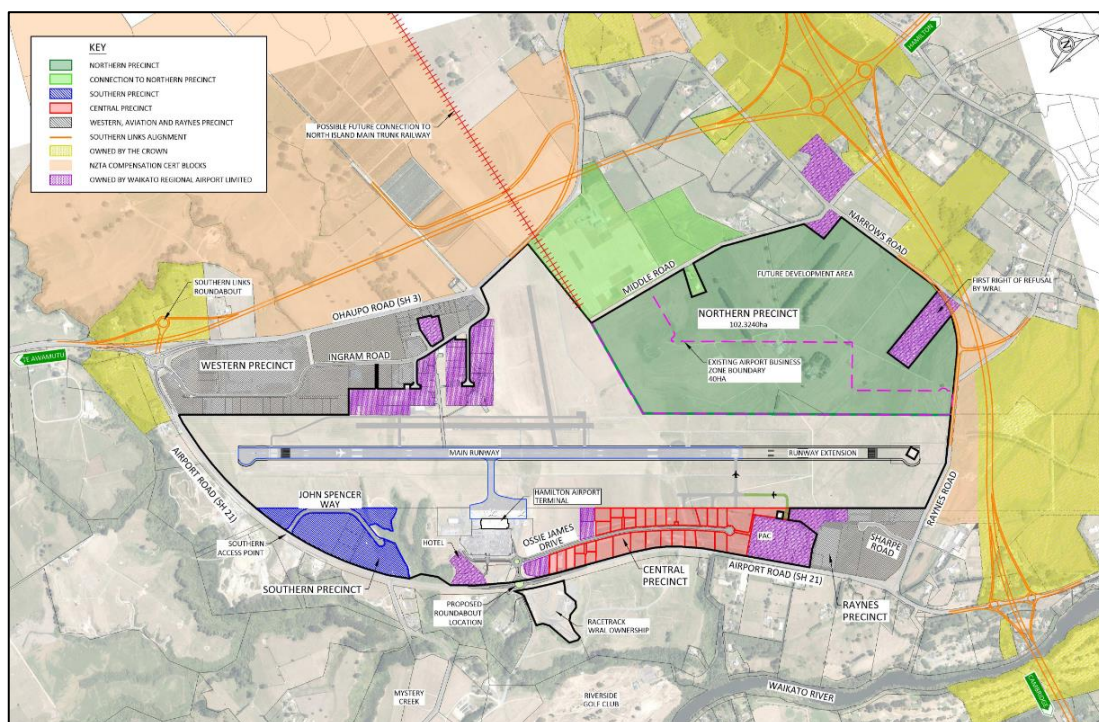 KEY
NORTHERN PRECINCT
CONNECTION TO NORTHERN PRECINCT
SOUTHERN PRECINCT
CENTRAL PRECINCT
WESTERN, AVIATION AND RAYNES PRECINCT
SOUTHERN LINKS ALIGNMENT
OWNED BY THE CROWN
NZTA COMPENSATION CERT BLOCKS
OWNED BY WAIKATO REGIONAL AIRPORT LIMITED
POSSIBLE FUTURE CONNECTION TO
NORTH ISLAND MAIN TRUNK RAILWAY
HAMILTON
N
NARROWS ROAD
MIDDLE ROAD
FUTURE DEVELOPMENT AREA
FIRST RIGHT OF REFUSAL
BY WRAL
NORTHERN PRECINCT
102.3240ha
EXISTING AIRPORT BUSINESS
ZONE BOUNDARY
40HA
SOUTHERN LINKS
ROUNDABOUT
OHAUPO ROAD (SH 3)
TE AWAMUTU
WESTERN PRECINCT
INGRAM ROAD
AIRPORT ROAD (SH 21)
MAIN RUNWAY
RUNWAY EXTENSION
RAYNES ROAD
JOHN SPENCER
WAY
HAMILTON AIRPORT
TERMINAL
SOUTHERN
ACCESS POINT
HOTEL
OSSIE JAMES
DRIVE
PAC
SHARPE
ROAD
SOUTHERN PRECINCT
CENTRAL
PRECINCT
AIRPORT ROAD (SH 21)
RAYNES
PRECINCT
PROPOSED
ROUNDABOUT
LOCATION
RACETRACK
WRAL OWNERSHIP
MYSTERY
CREEK
RIVERSIDE
GOLF CLUB
WAIKATO RIVER
CAMBRIDGE